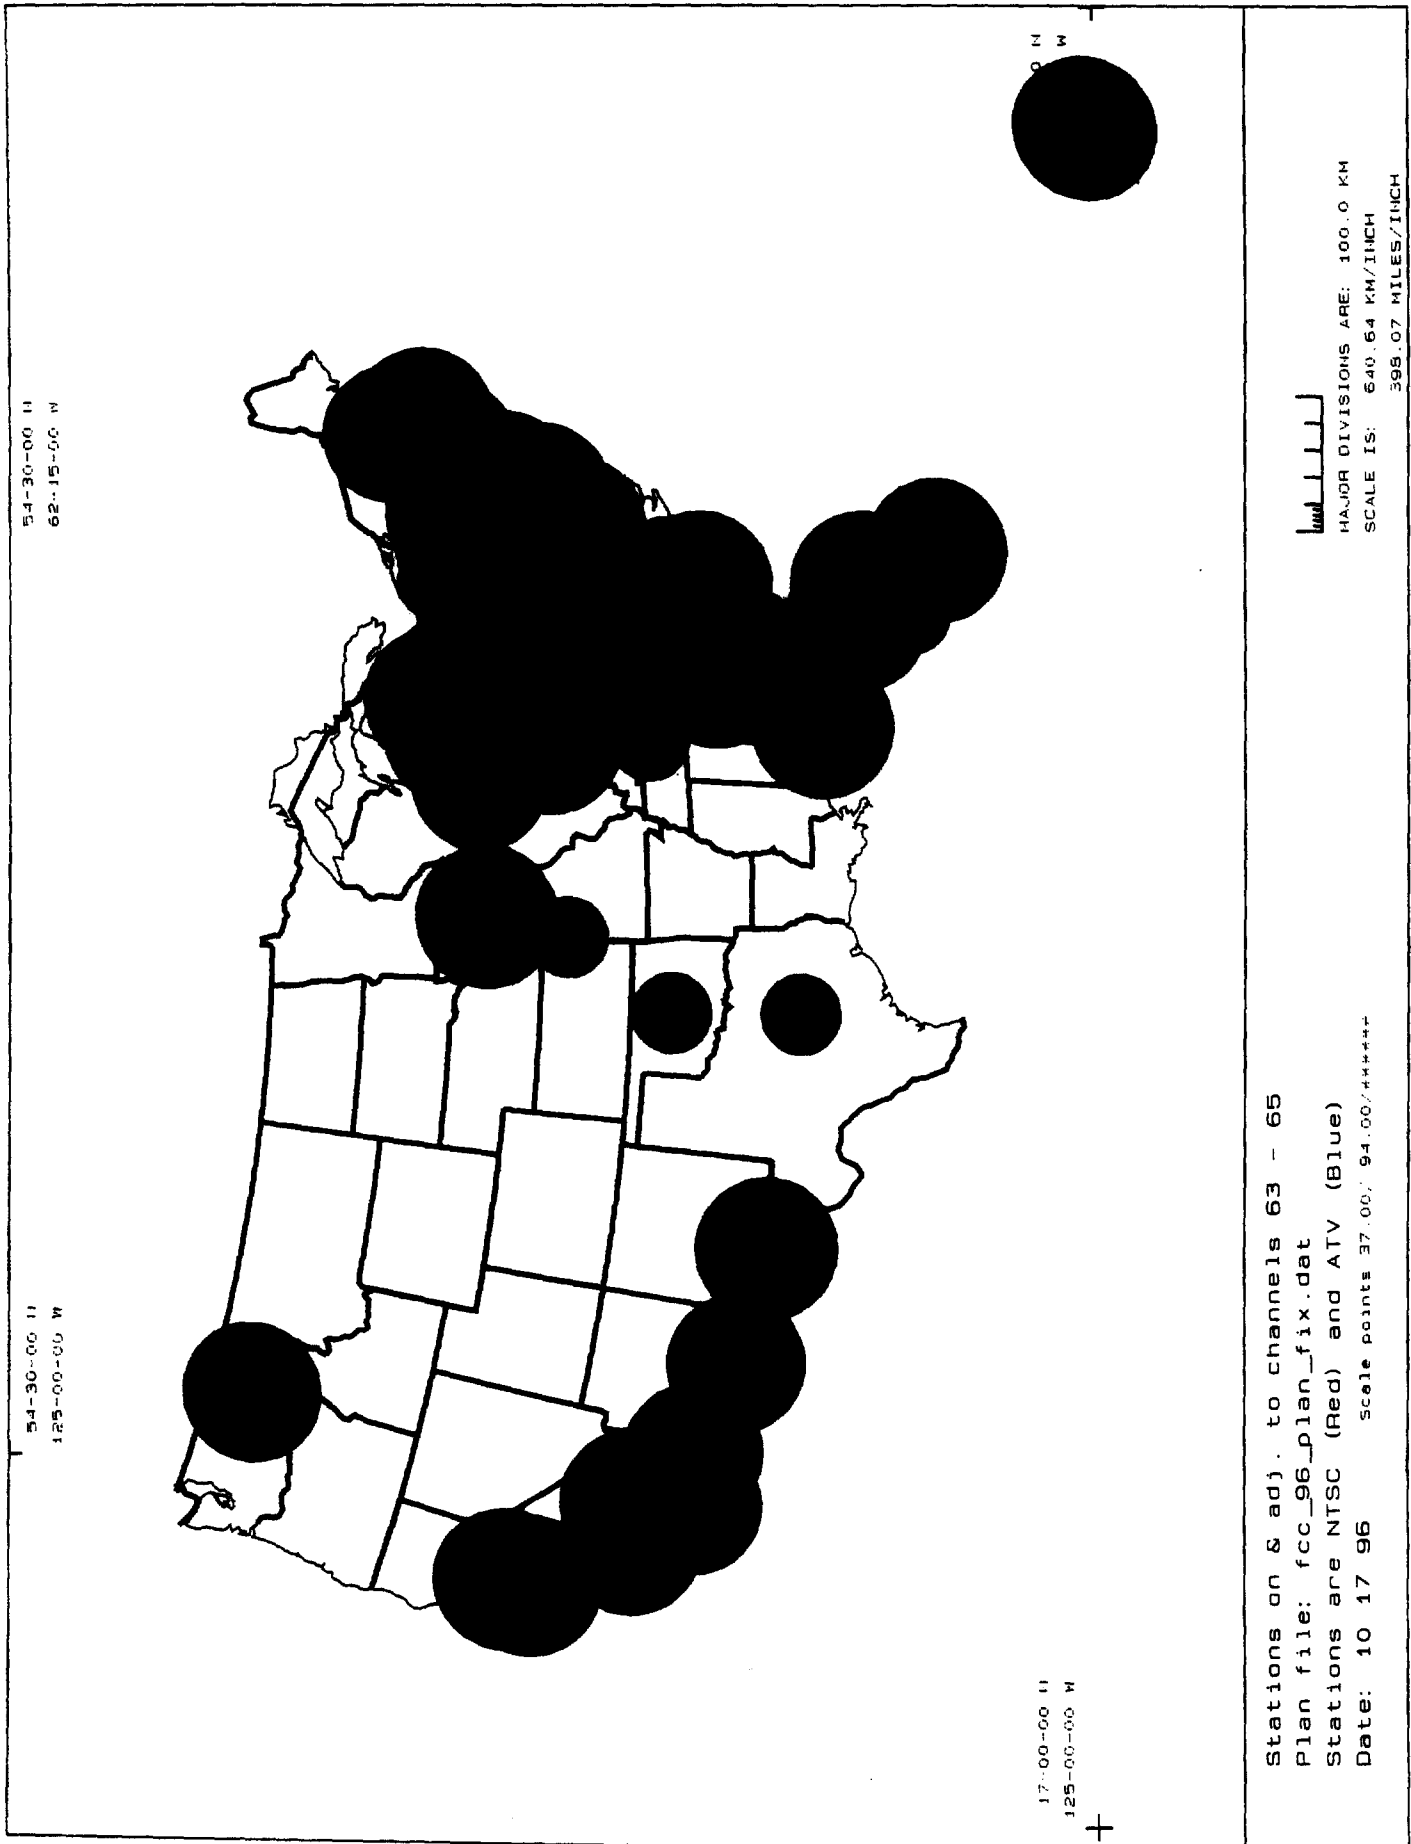 54-30-00 N
125-00-00 W
54-30-00 N
62-15-00 W
17-00-00 N
125-00-00 W
N
W
Stations on & adj. to channels 63 - 65
Plan file: fcc_96_plan_fix.dat
Stations are NTSC (Red) and ATV (Blue)
Date: 10 17 96 Scale points 37.00/ 94.00/******
MAJOR DIVISIONS ARE: 100.0 KM
SCALE IS: 640.64 KM/INCH
398.07 MILES/INCH